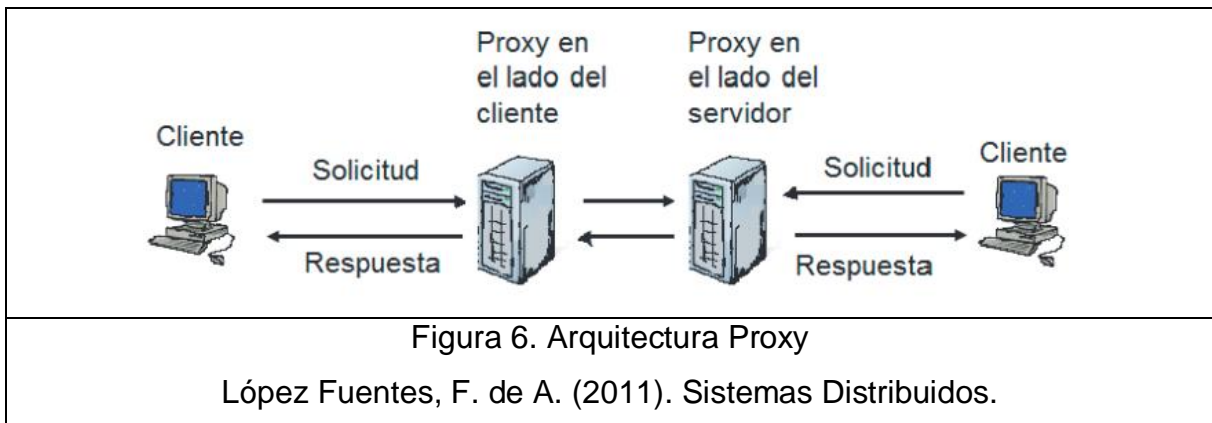 Proxy en
el lado del
cliente
Proxy en
el lado del
servidor
Cliente
Solicitud
Respuesta
Solicitud
Respuesta
Cliente
Figura 6. Arquitectura Proxy
López Fuentes, F. de A. (2011). Sistemas Distribuidos.